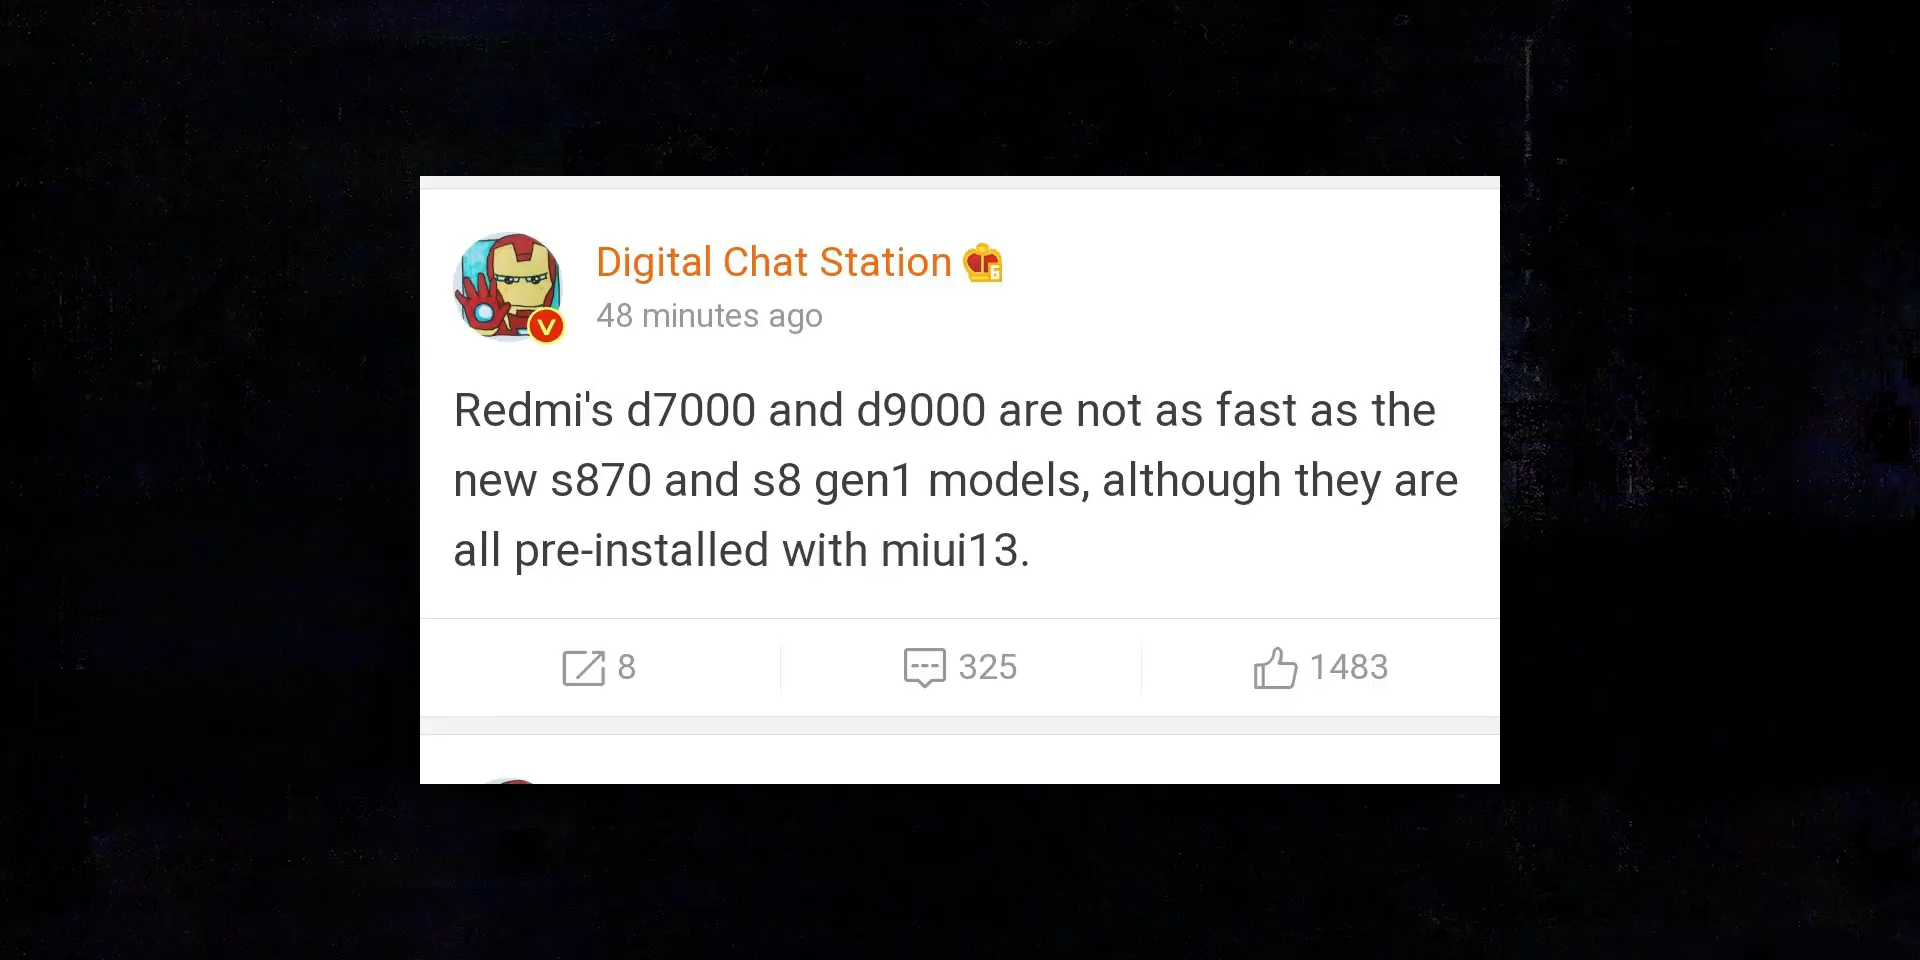 Digital Chat Station
48 minutes ago
Redmi's d7000 and d9000 are not as fast as the
new s870 and s8 gen1 models, although they are
all pre-installed with miui13.
8 325 1483